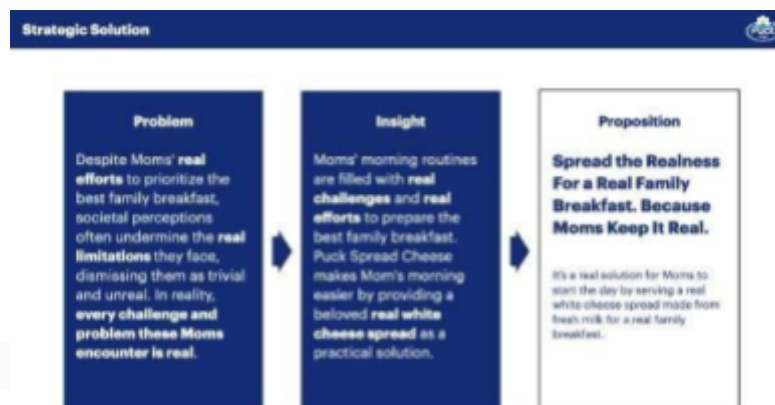 Strategic Solution
Puck
Problem
Despite Moms' real
efforts to prioritize the
best family breakfast,
societal perceptions
often undermine the real
limitations they face,
dismissing them as trivial
and unreal. In reality,
every challenge and
problem these Moms
encounter is real.
Insight
Moms' morning routines
are filled with real
challenges and real
efforts to prepare the
best family breakfast.
Puck Spread Cheese
makes Mom's morning
easier by providing a
beloved real white
cheese spread as a
practical solution.
Proposition
Spread the Realness
For a Real Family
Breakfast. Because
Moms Keep It Real.
It's a real solution for Moms to
start the day by serving a real
white cheese spread made from
fresh milk for a real family
breakfast.